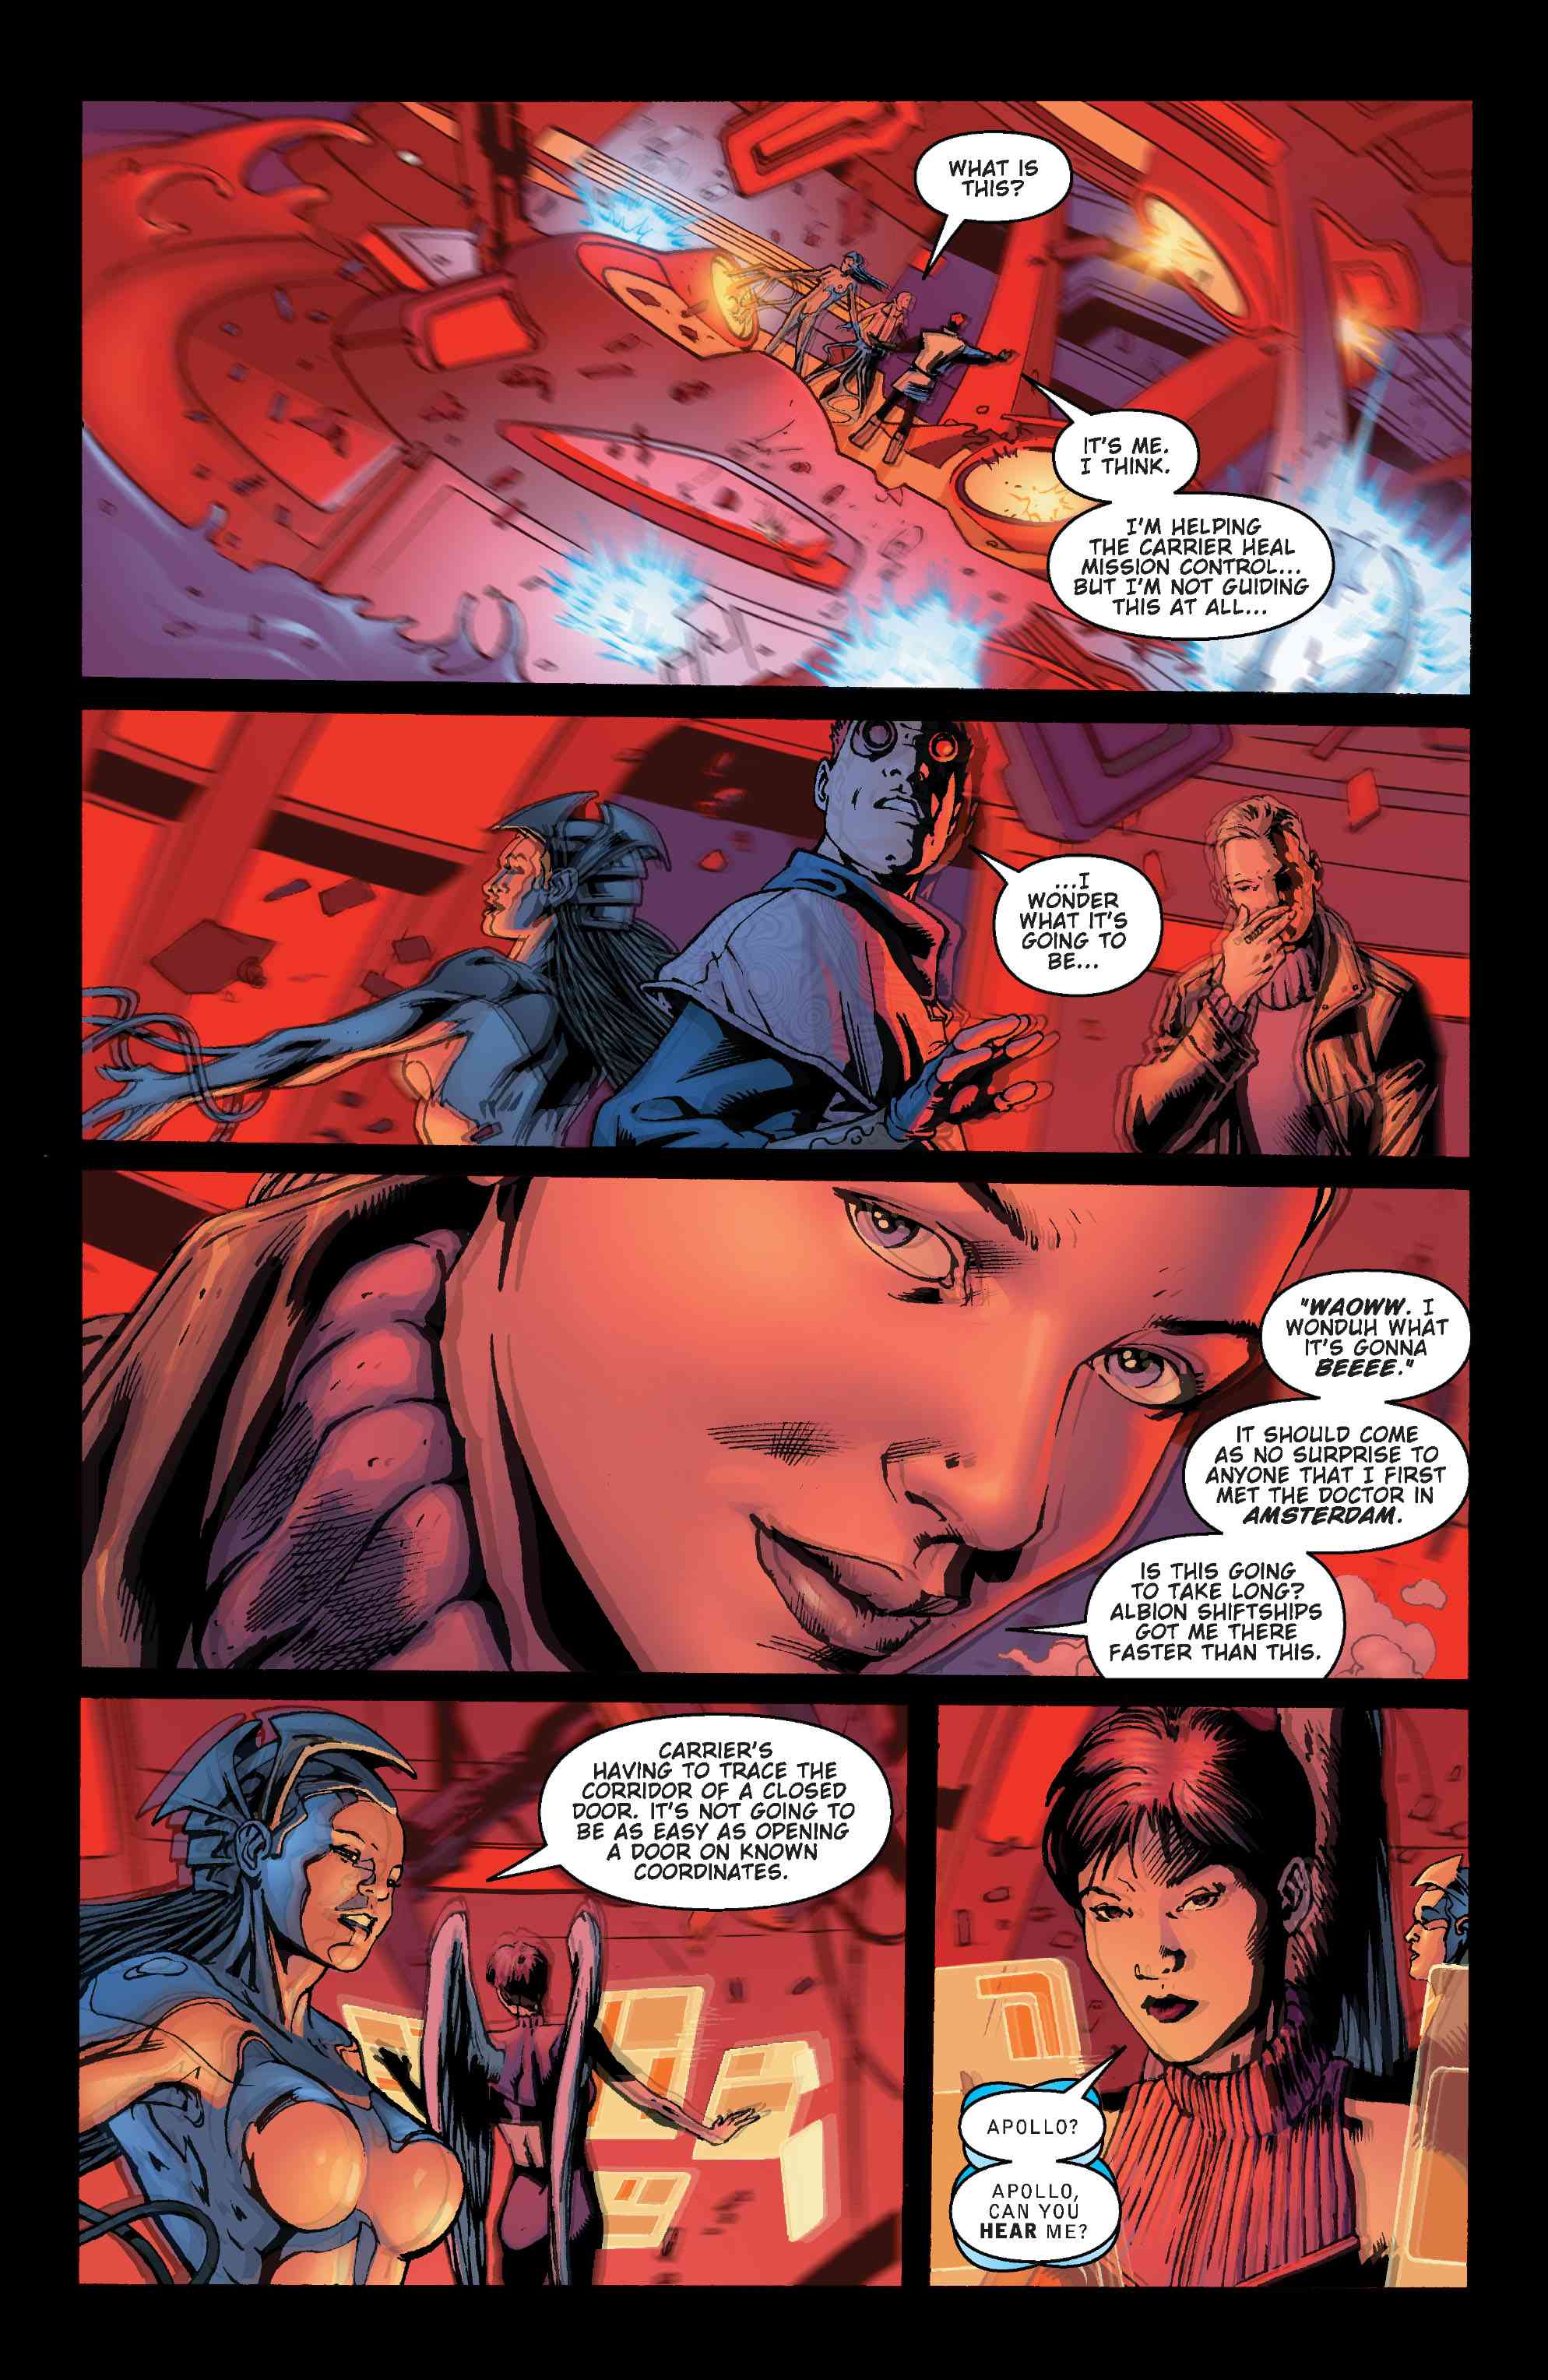 WHAT IS
THIS?
IT'S ME.
I THINK.
I'M HELPING
THE CARRIER HEAL
MISSION CONTROL...
BUT I'M NOT GUIDING
THIS AT ALL...
...I
WONDER
WHAT IT'S
GOING TO
BE...
"WAOWW. I
WONDUH WHAT
IT'S GONNA
BEEEE."
IT SHOULD COME
AS NO SURPRISE TO
ANYONE THAT I FIRST
MET THE DOCTOR IN
AMSTERDAM.
IS THIS GOING
TO TAKE LONG?
ALBION SHIFTSHIPS
GOT ME THERE
FASTER THAN THIS.
CARRIER'S
HAVING TO TRACE THE
CORRIDOR OF A CLOSED
DOOR. IT'S NOT GOING TO
BE AS EASY AS OPENING
A DOOR ON KNOWN
COORDINATES.
APOLLO?
APOLLO,
CAN YOU
HEAR ME?